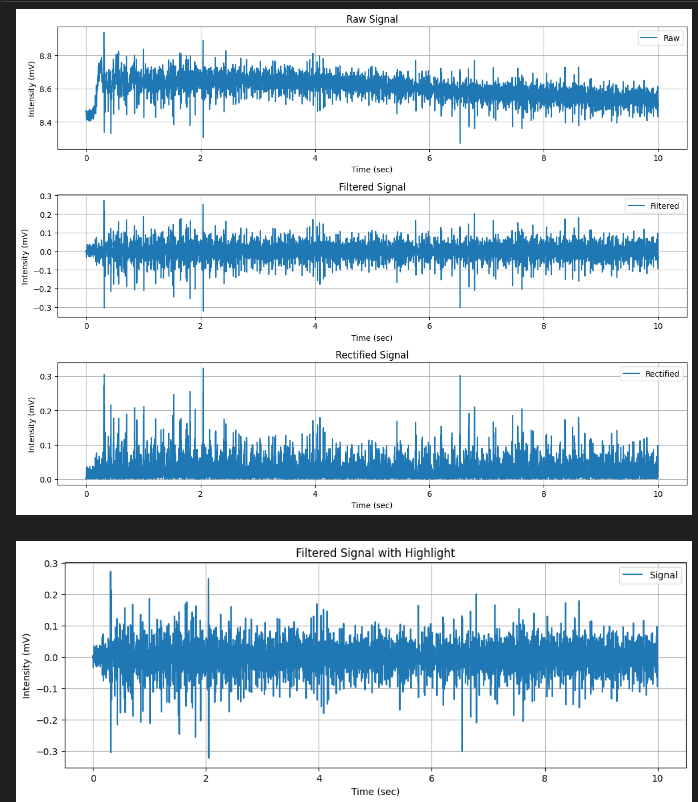 Raw Signal
Raw
Intensity (mV)
8.8
8.6
8.4
0 2 4 6 8 10
Time (sec)
Filtered Signal
Filtered
Intensity (mV)
0.3
0.2
0.1
0.0
−0.1
−0.2
−0.3
0 2 4 6 8 10
Time (sec)
Rectified Signal
Rectified
Intensity (mV)
0.3
0.2
0.1
0.0
0 2 4 6 8 10
Time (sec)
Filtered Signal with Highlight
Signal
Intensity (mV)
0.3
0.2
0.1
0.0
−0.1
−0.2
−0.3
0 2 4 6 8 10
Time (sec)